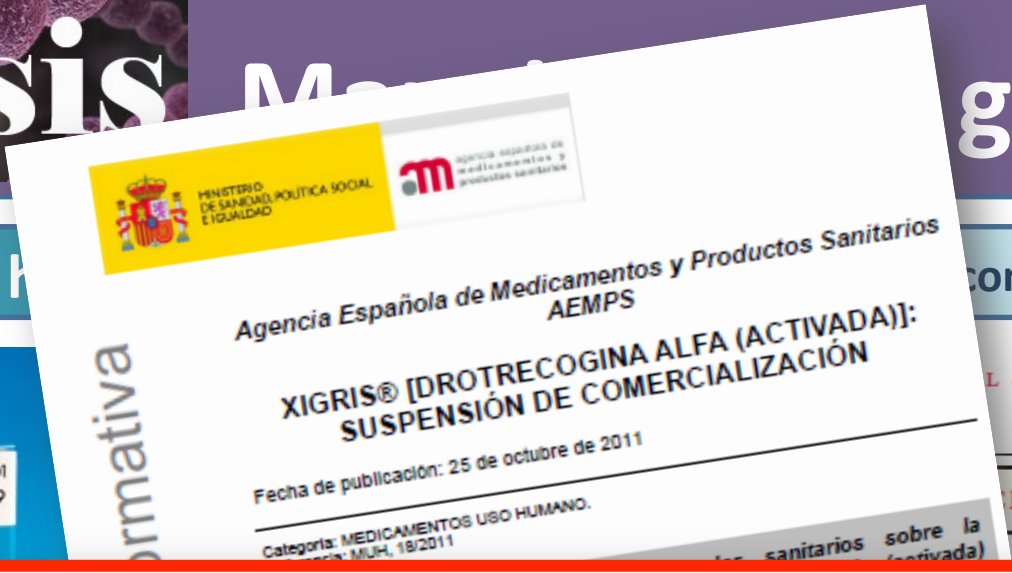 sis
g
MINISTERIO
DE SANIDAD, POLÍTICA SOCIAL
E IGUALDAD
agencia española de
medicamentos y
productos sanitarios
Agencia Española de Medicamentos y Productos Sanitarios
AEMPS
con
XIGRIS® [DROTRECOGINA ALFA (ACTIVADA)]:
SUSPENSIÓN DE COMERCIALIZACIÓN
L
ormativa
Fecha de publicación: 25 de octubre de 2011
Categoría: MEDICAMENTOS USO HUMANO.
MUH, 18/2011
sanitarios sobre la
(activada)